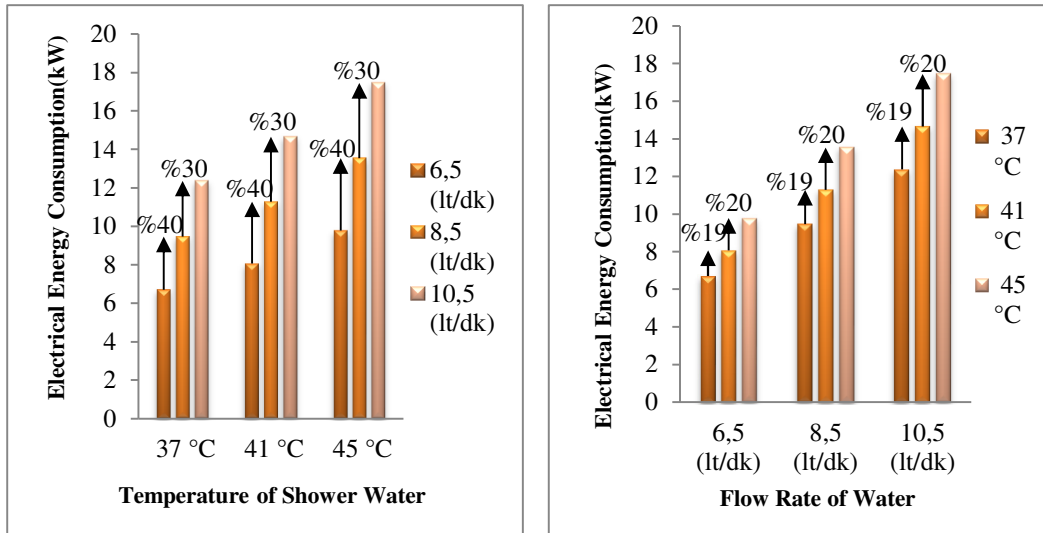 Electrical Energy Consumption(kW)
20
18
16
14
12
10
8
6
4
2
0
%40
%30
%40
%30
%40
%30
37 °C
41 °C
45 °C
Temperature of Shower Water
6,5
(lt/dk)
8,5
(lt/dk)
10,5
(lt/dk)
Electrical Energy Consumption(kW)
20
18
16
14
12
10
8
6
4
2
0
%19
%20
%19
%20
%19
%20
6,5
(lt/dk)
8,5
(lt/dk)
10,5
(lt/dk)
Flow Rate of Water
37
°C
41
°C
45
°C